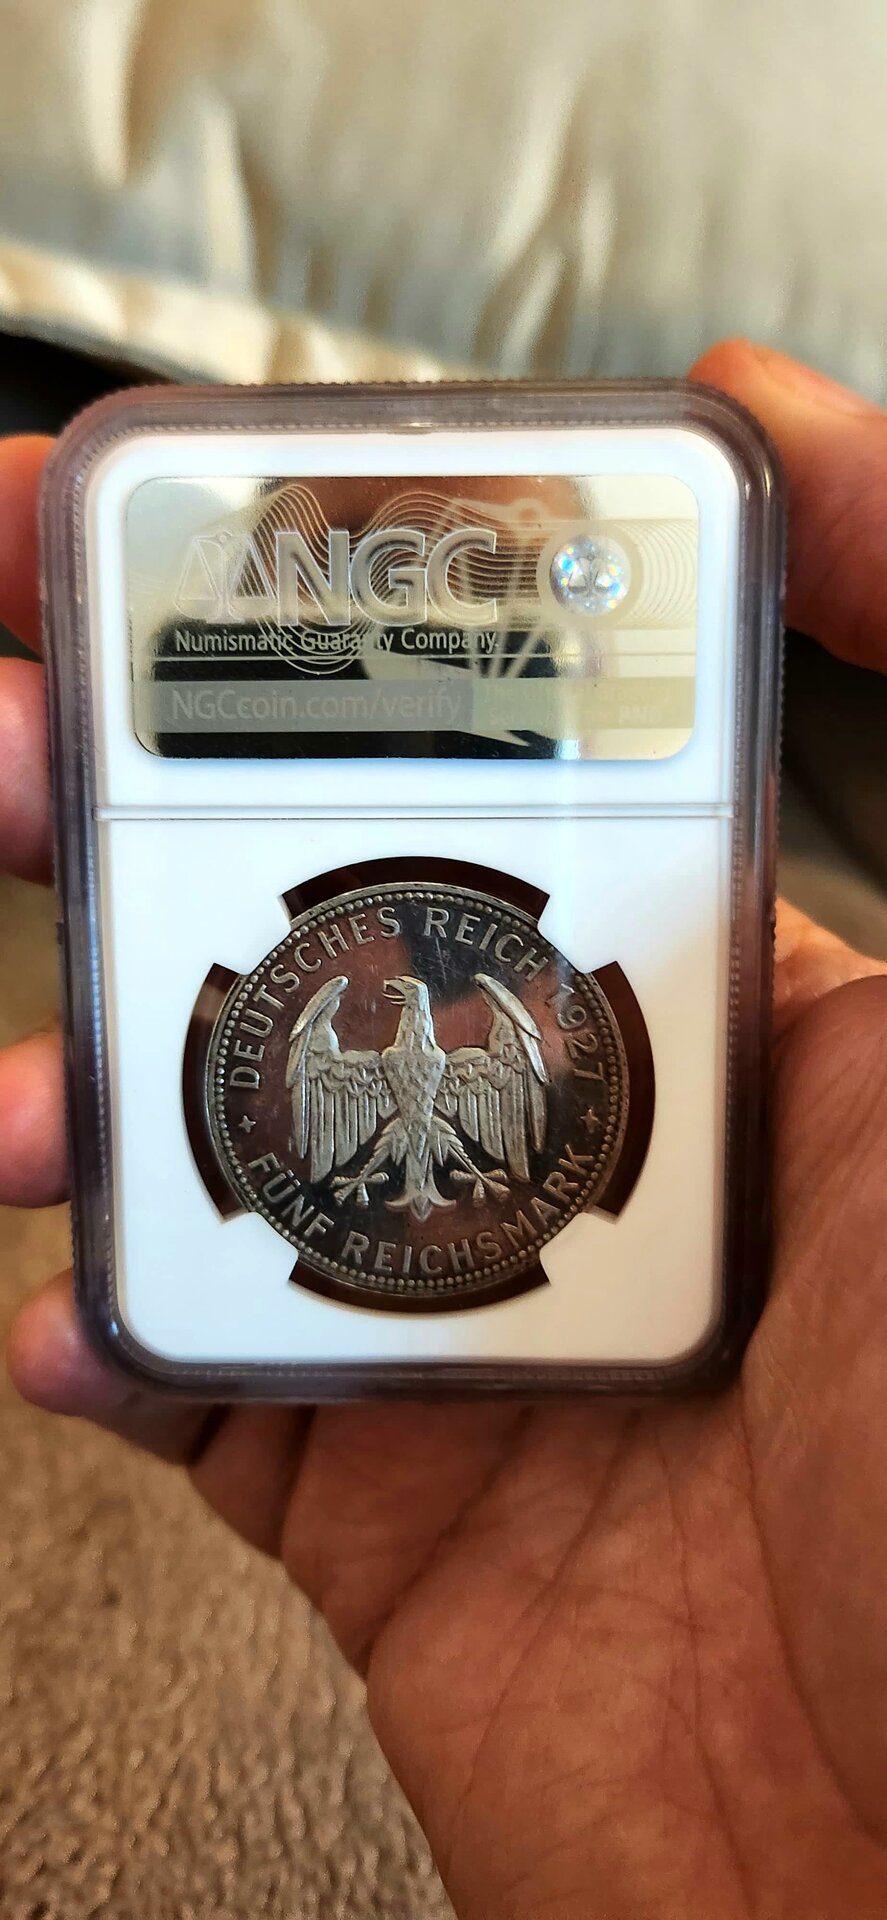 NGC
Numismatic Guaranty Company
NGCcoin.com/verify
DEUTSCHES REICH 1927
FÜNF REICHSMARK